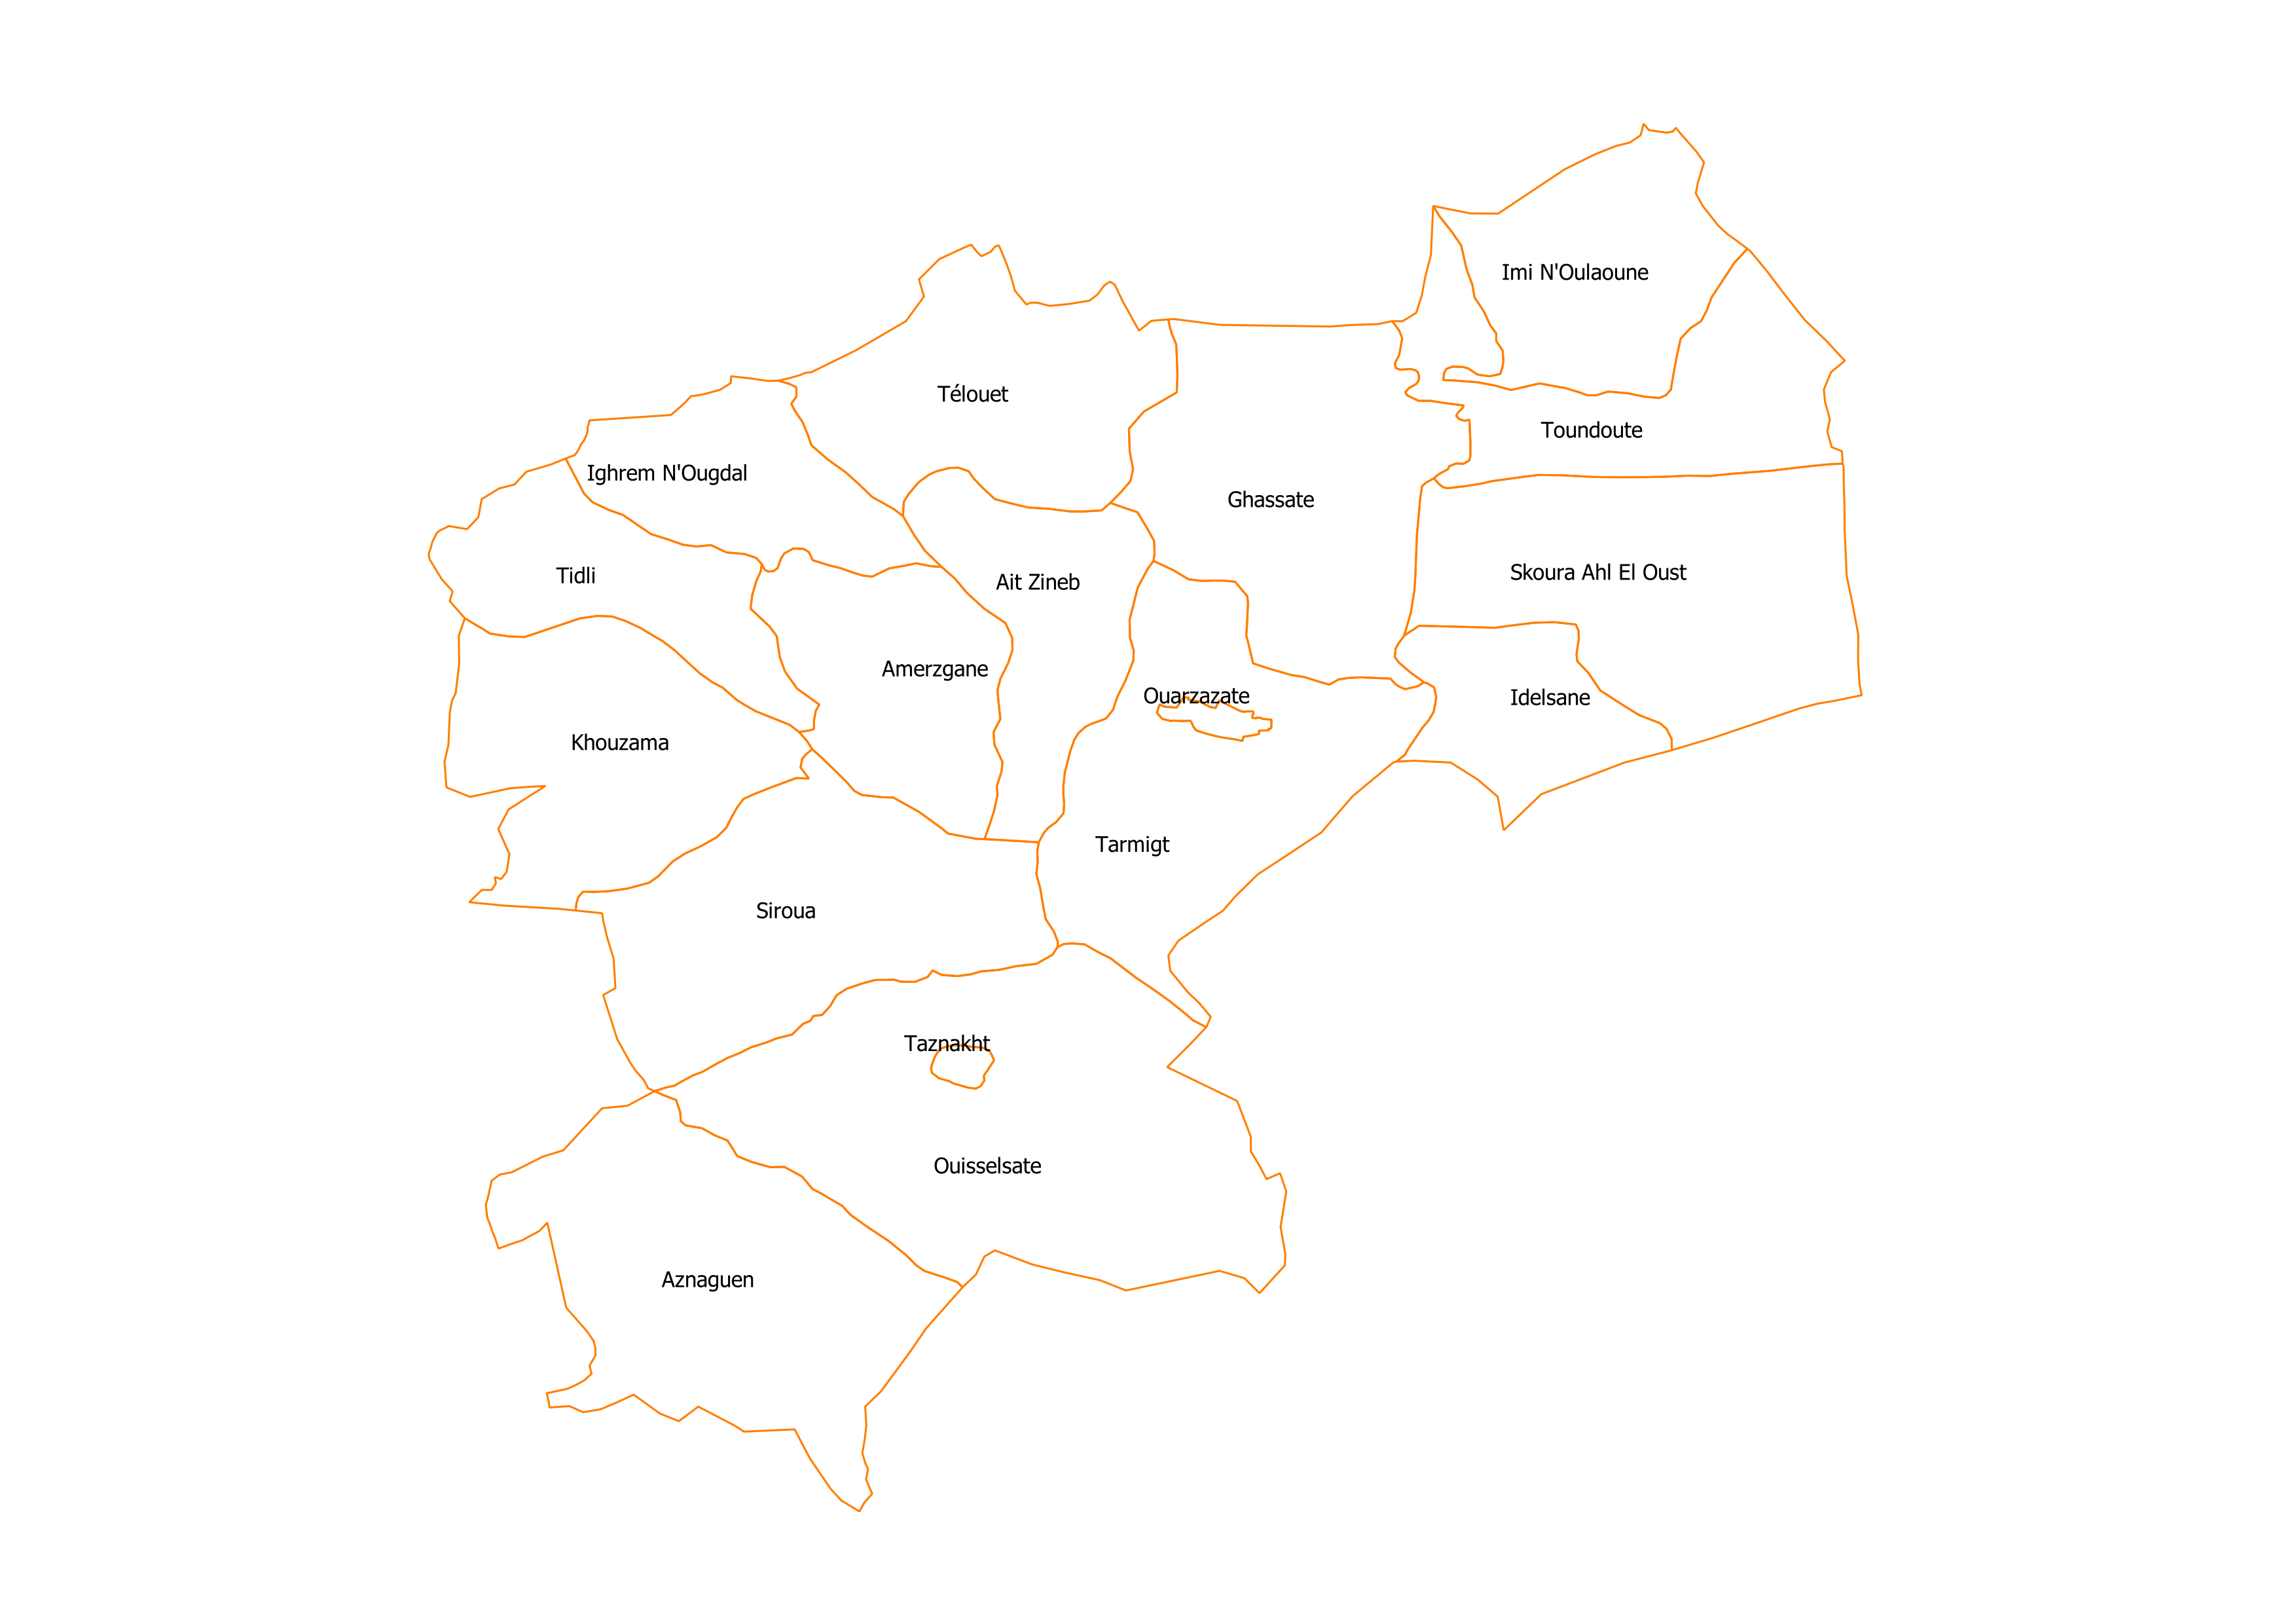 Imi N'Oulaoune
Télouet
Toundoute
Ighrem N'Ougdal
Ghassate
Skoura Ahl El Oust
Tidli
Ait Zineb
Amerzgane
Ouarzazate
Idelsane
Khouzama
Tarmigt
Siroua
Taznakht
Ouisselsate
Aznaguen